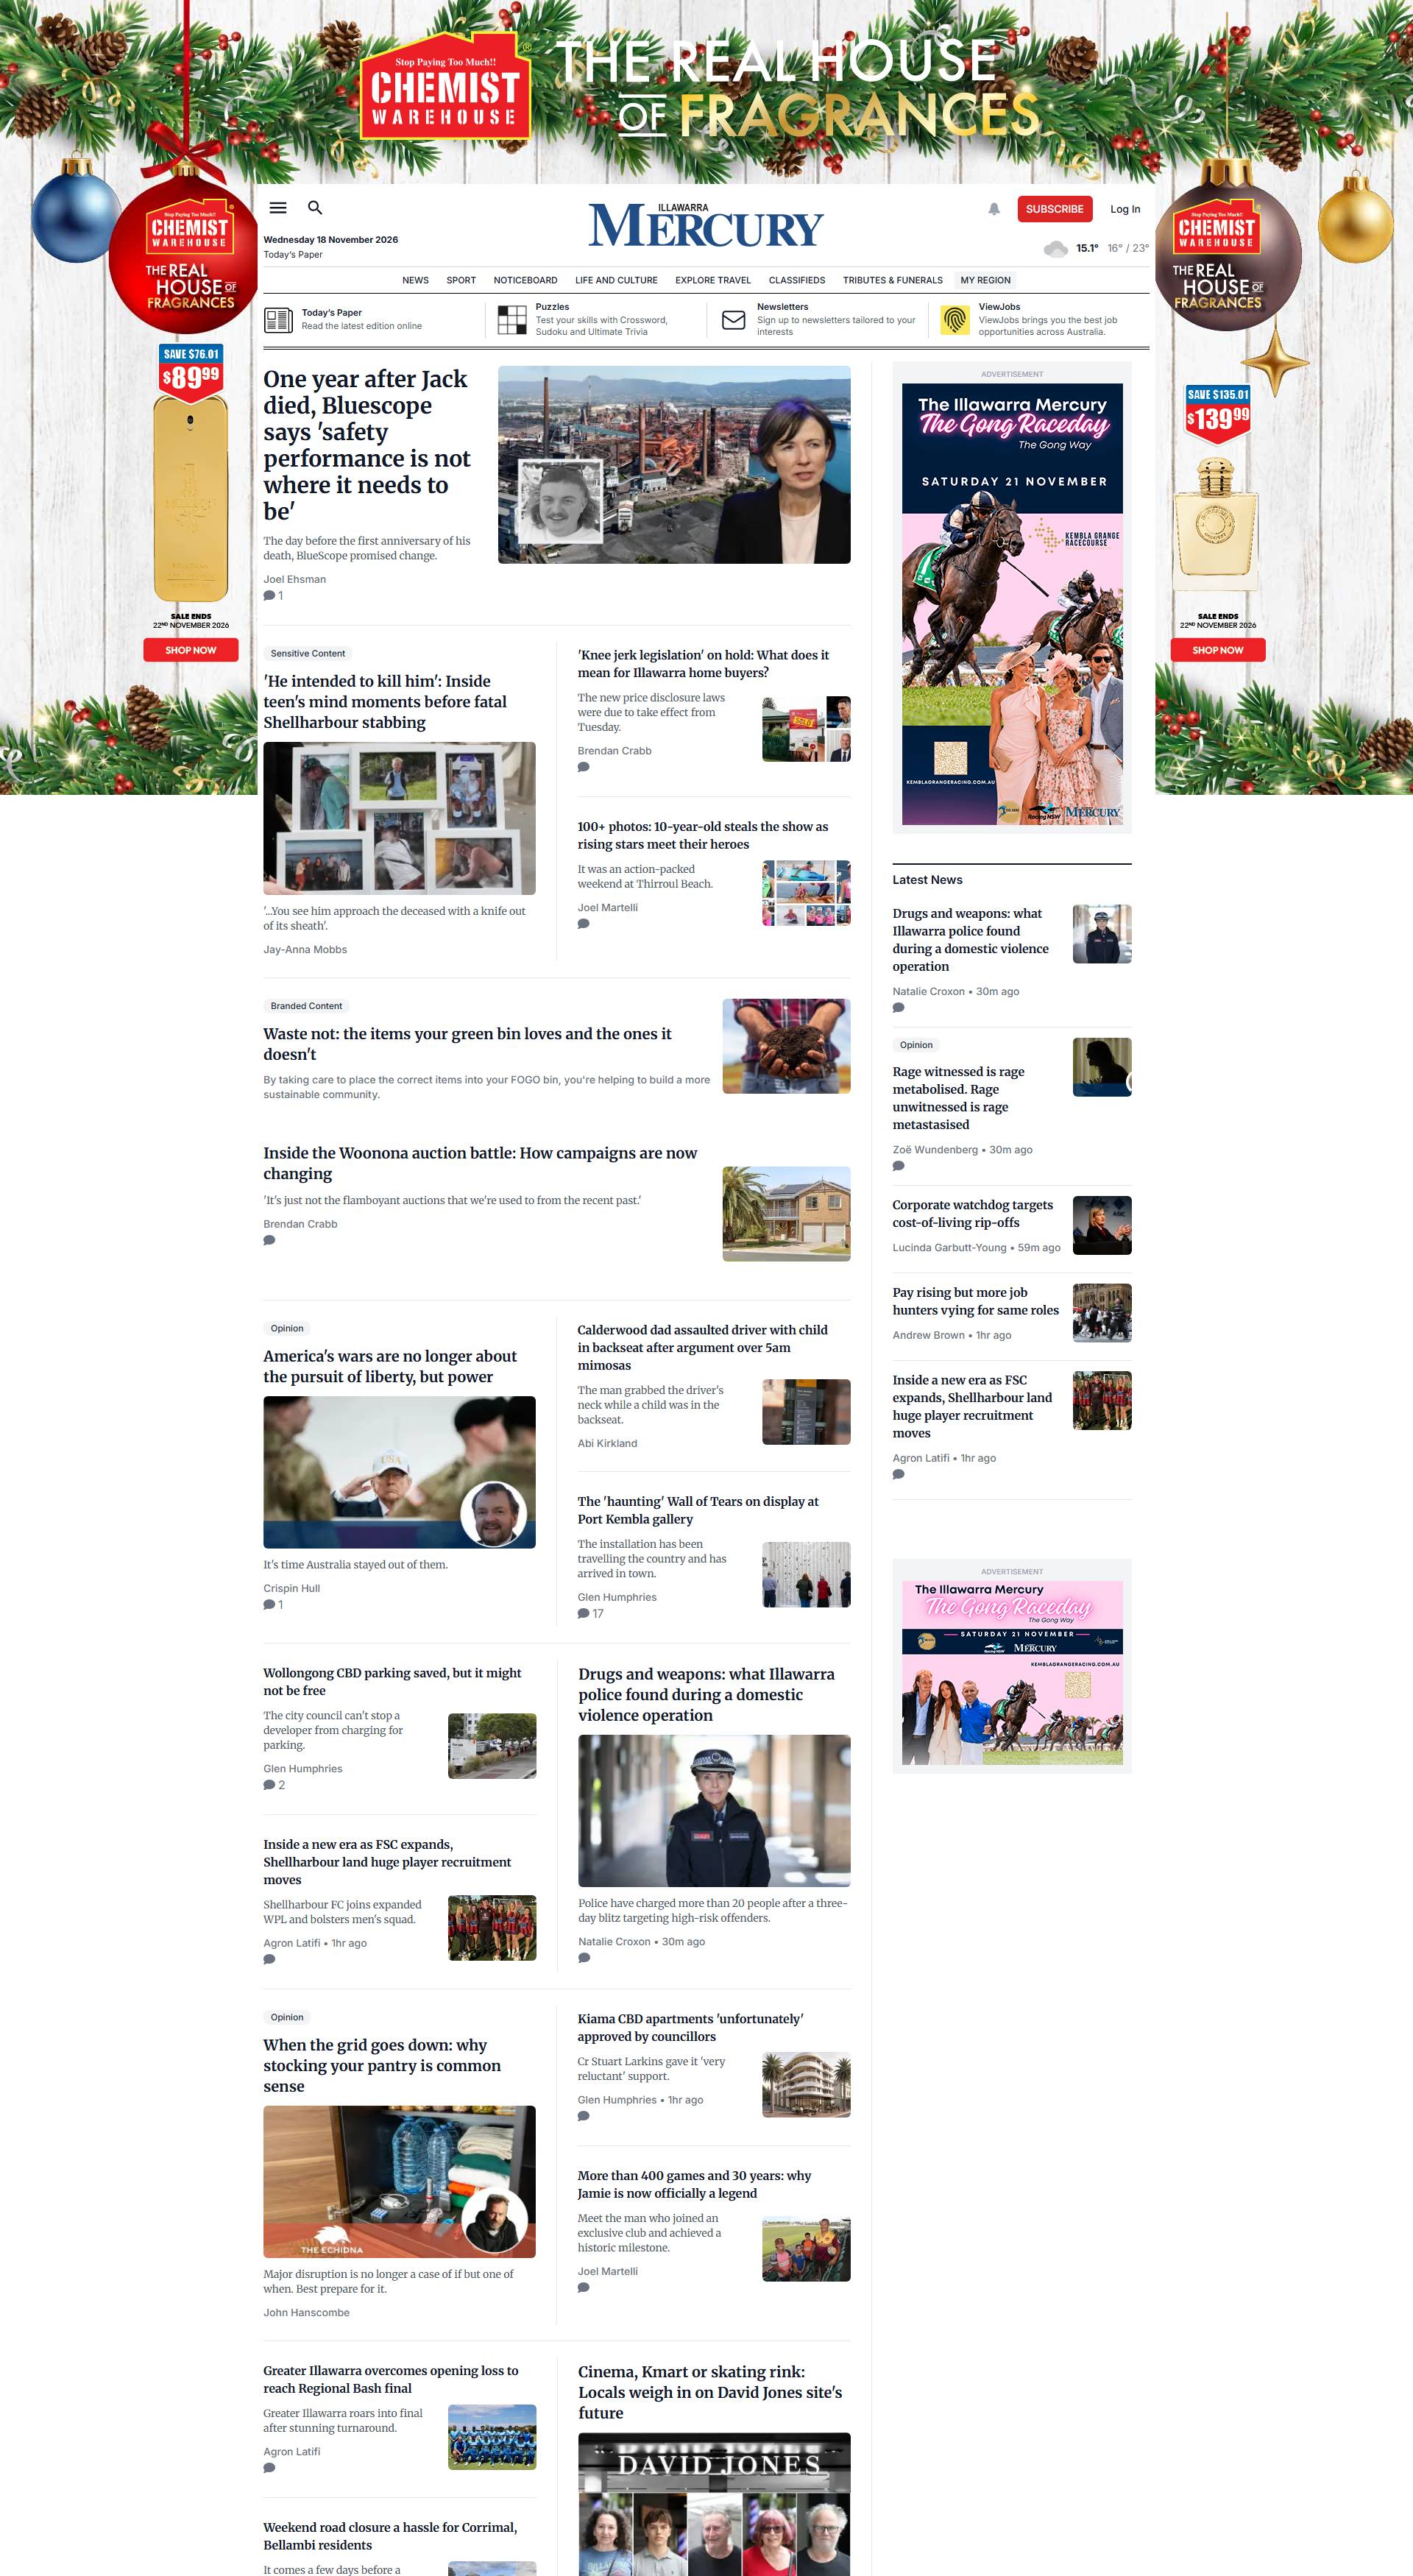 Stop Paying Too Much!!
CHEMIST
WAREHOUSE
®
THE REAL HOUSE
OF FRAGRANCES
Stop Paying Too Much!!
CHEMIST
WAREHOUSE
THE REAL
HOUSE OF
FRAGRANCES
SAVE $76.01
$89⁹⁹
SALE ENDS
22ND NOVEMBER 2026
SHOP NOW
ILLAWARRA
MERCURY
SUBSCRIBE
Log In
Wednesday 18 November 2026
Today's Paper
15.1° 16° / 23°
NEWS SPORT NOTICEBOARD LIFE AND CULTURE EXPLORE TRAVEL CLASSIFIEDS TRIBUTES & FUNERALS MY REGION
Today's Paper
Read the latest edition online
Puzzles
Test your skills with Crossword,
Sudoku and Ultimate Trivia
Newsletters
Sign up to newsletters tailored to your
interests
ViewJobs
ViewJobs brings you the best job
opportunities across Australia.
One year after Jack
died, Bluescope
says 'safety
performance is not
where it needs to
be'
The day before the first anniversary of his
death, BlueScope promised change.
Joel Ehsman
1
Sensitive Content
'He intended to kill him': Inside
teen's mind moments before fatal
Shellharbour stabbing
'...You see him approach the deceased with a knife out
of its sheath'.
Jay-Anna Mobbs
'Knee jerk legislation' on hold: What does it
mean for Illawarra home buyers?
The new price disclosure laws
were due to take effect from
Tuesday.
Brendan Crabb
SOLD
100+ photos: 10-year-old steals the show as
rising stars meet their heroes
It was an action-packed
weekend at Thirroul Beach.
Joel Martelli
Branded Content
Waste not: the items your green bin loves and the ones it
doesn't
By taking care to place the correct items into your FOGO bin, you're helping to build a more
sustainable community.
Inside the Woonona auction battle: How campaigns are now
changing
'It's just not the flamboyant auctions that we're used to from the recent past.'
Brendan Crabb
Opinion
America's wars are no longer about
the pursuit of liberty, but power
USA
It's time Australia stayed out of them.
Crispin Hull
1
Calderwood dad assaulted driver with child
in backseat after argument over 5am
mimosas
The man grabbed the driver's
neck while a child was in the
backseat.
Abi Kirkland
The 'haunting' Wall of Tears on display at
Port Kembla gallery
The installation has been
travelling the country and has
arrived in town.
Glen Humphries
17
Wollongong CBD parking saved, but it might
not be free
The city council can't stop a
developer from charging for
parking.
Glen Humphries
2
Inside a new era as FSC expands,
Shellharbour land huge player recruitment
moves
Shellharbour FC joins expanded
WPL and bolsters men's squad.
Agron Latifi • 1hr ago
Drugs and weapons: what Illawarra
police found during a domestic
violence operation
Police have charged more than 20 people after a three-
day blitz targeting high-risk offenders.
Natalie Croxon • 30m ago
Opinion
When the grid goes down: why
stocking your pantry is common
sense
THE ECHIDNA
Major disruption is no longer a case of if but one of
when. Best prepare for it.
John Hanscombe
Kiama CBD apartments 'unfortunately'
approved by councillors
Cr Stuart Larkins gave it 'very
reluctant' support.
Glen Humphries • 1hr ago
More than 400 games and 30 years: why
Jamie is now officially a legend
Meet the man who joined an
exclusive club and achieved a
historic milestone.
Joel Martelli
Greater Illawarra overcomes opening loss to
reach Regional Bash final
Greater Illawarra roars into final
after stunning turnaround.
Agron Latifi
Weekend road closure a hassle for Corrimal,
Bellambi residents
It comes a few days before a
Cinema, Kmart or skating rink:
Locals weigh in on David Jones site's
future
DAVID JONES
ADVERTISEMENT
The Illawarra Mercury
The Gong Raceday
The Gong Way
SATURDAY 21 NOVEMBER
KEMBLA GRANGE
RACECOURSE
KEMBLAGRANGERACING.COM.AU
Racing NSW
MERCURY
Latest News
Drugs and weapons: what
Illawarra police found
during a domestic violence
operation
Natalie Croxon • 30m ago
Opinion
Rage witnessed is rage
metabolised. Rage
unwitnessed is rage
metastasised
Zoë Wundenberg • 30m ago
Corporate watchdog targets
cost-of-living rip-offs
Lucinda Garbutt-Young • 59m ago
Pay rising but more job
hunters vying for same roles
Andrew Brown • 1hr ago
Inside a new era as FSC
expands, Shellharbour land
huge player recruitment
moves
Agron Latifi • 1hr ago
ADVERTISEMENT
The Illawarra Mercury
The Gong Raceday
The Gong Way
SATURDAY 21 NOVEMBER
Racing NSW
MERCURY
KEMBLAGRANGERACING.COM.AU
Stop Paying Too Much!!
CHEMIST
WAREHOUSE
THE REAL
HOUSE OF
FRAGRANCES
SAVE $135.01
$139⁹⁹
SALE ENDS
22ND NOVEMBER 2026
SHOP NOW